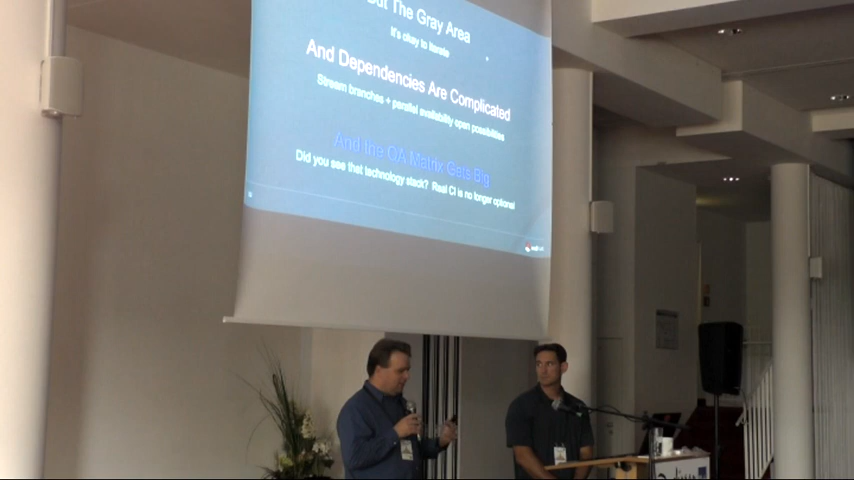 But The Gray Area
It's okay to iterate
And Dependencies Are Complicated
Stream branches + parallel availability open possibilities
And the QA Matrix Gets Big
Did you see that technology stack? Real CI is no longer optional